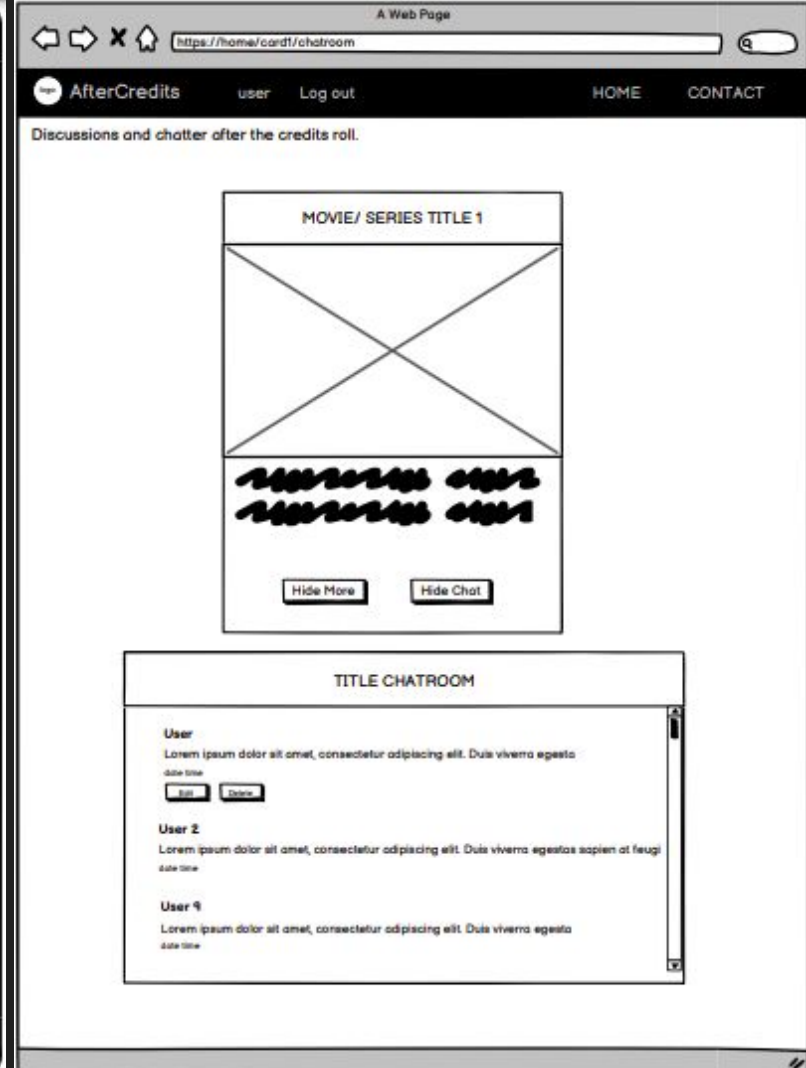 A Web Page
https://home/card1/chatroom
logo AfterCredits user Log out HOME CONTACT
Discussions and chatter after the credits roll.
MOVIE/ SERIES TITLE 1
Hide More Hide Chat
TITLE CHATROOM
User
Lorem ipsum dolor sit amet, consectetur adipiscing elit. Duis viverra egesta
date time
Edit Delete
User 2
Lorem ipsum dolor sit amet, consectetur adipiscing elit. Duis viverra egestas sapien at feugi
date time
User 9
Lorem ipsum dolor sit amet, consectetur adipiscing elit. Duis viverra egesta
date time